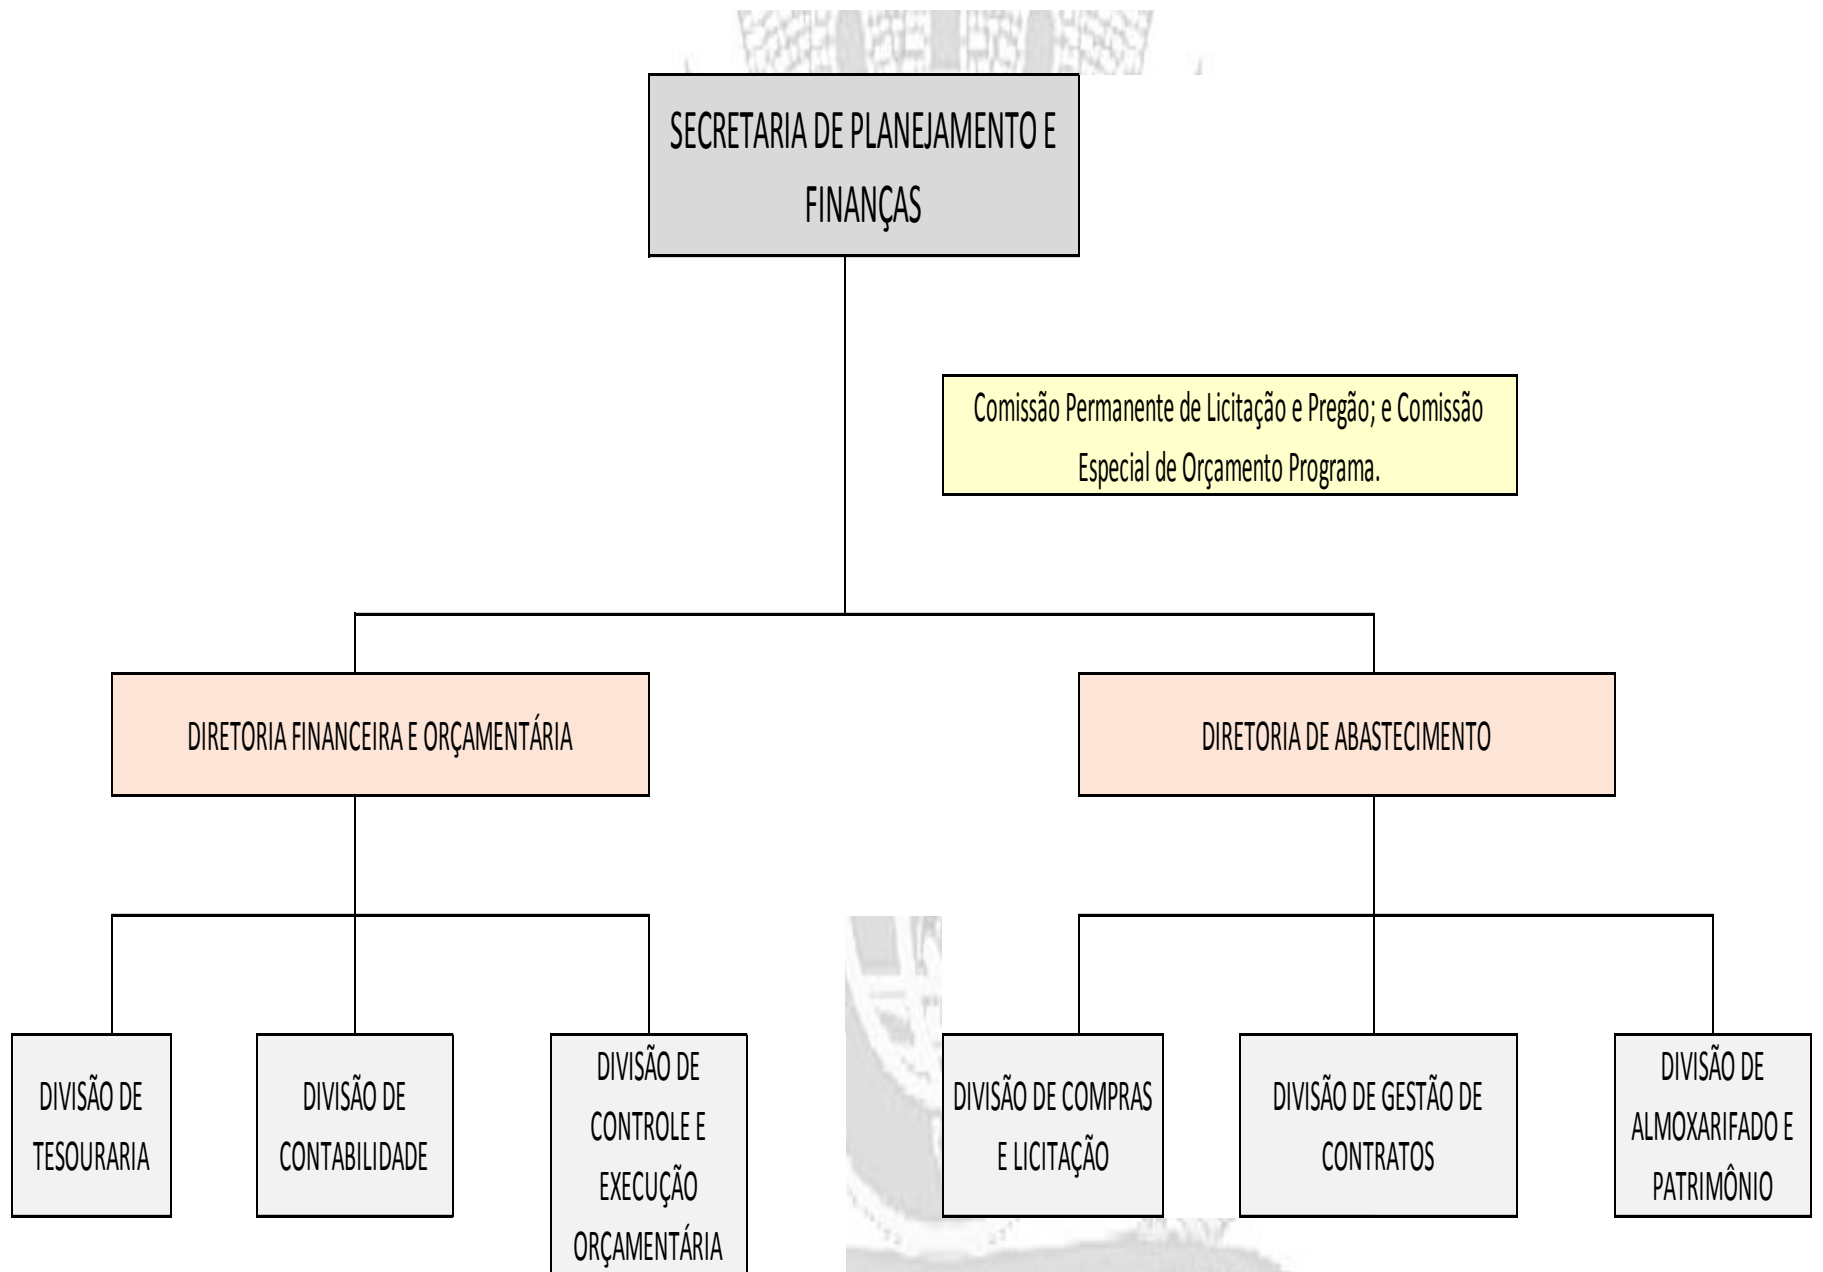 SECRETARIA DE PLANEJAMENTO E
FINANÇAS
Comissão Permanente de Licitação e Pregão; e Comissão
Especial de Orçamento Programa.
DIRETORIA FINANCEIRA E ORÇAMENTÁRIA
DIRETORIA DE ABASTECIMENTO
DIVISÃO DE
TESOURARIA
DIVISÃO DE
CONTABILIDADE
DIVISÃO DE
CONTROLE E
EXECUÇÃO
ORÇAMENTÁRIA
DIVISÃO DE COMPRAS
E LICITAÇÃO
DIVISÃO DE GESTÃO DE
CONTRATOS
DIVISÃO DE
ALMOXARIFADO E
PATRIMÔNIO